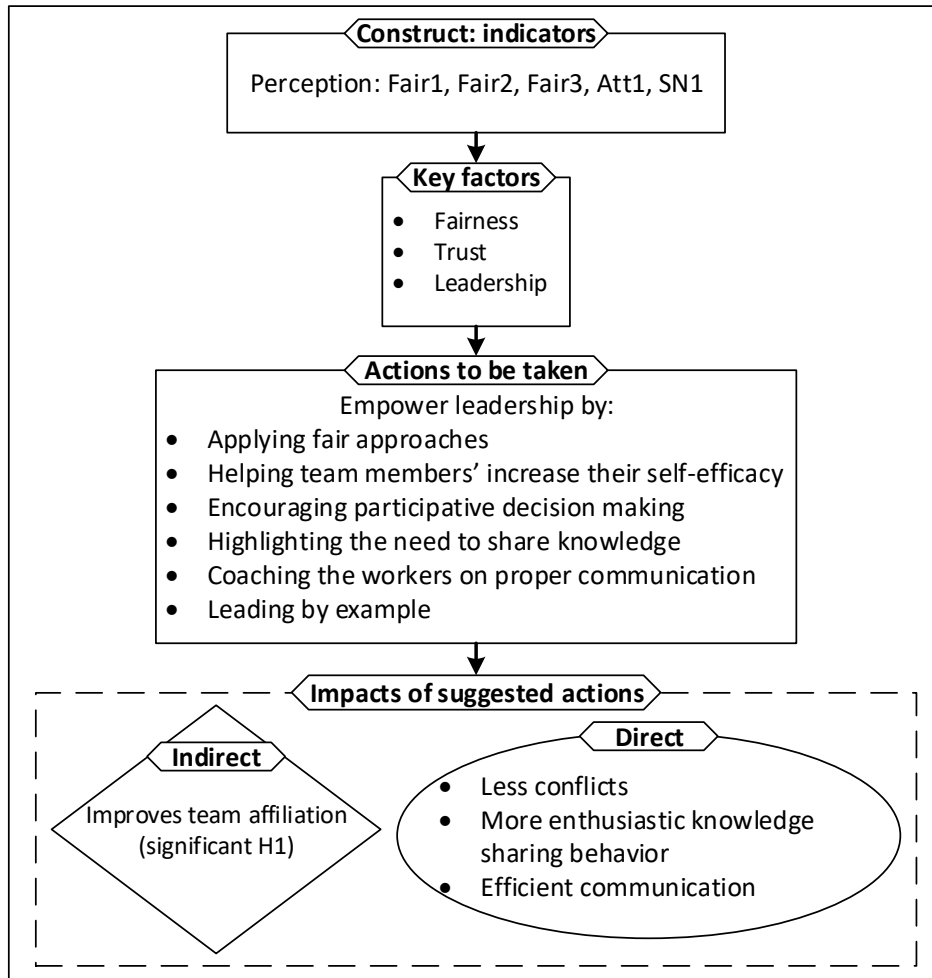 Construct: indicators
Perception: Fair1, Fair2, Fair3, Att1, SN1
Key factors
• Fairness
• Trust
• Leadership
Actions to be taken
Empower leadership by:
• Applying fair approaches
• Helping team members’ increase their self-efficacy
• Encouraging participative decision making
• Highlighting the need to share knowledge
• Coaching the workers on proper communication
• Leading by example
Impacts of suggested actions
Indirect
Improves team affiliation
(significant H1)
Direct
• Less conflicts
• More enthusiastic knowledge
sharing behavior
• Efficient communication